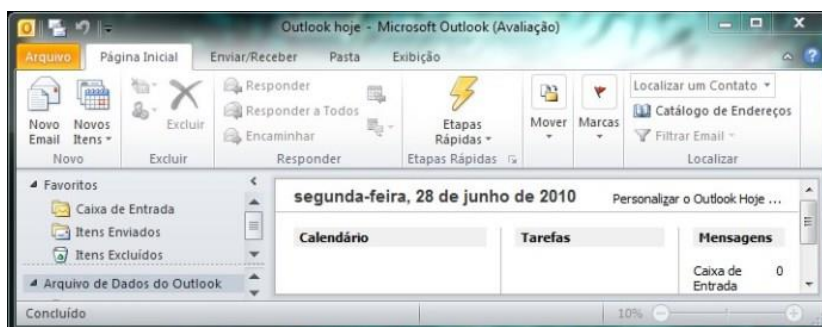 Outlook hoje - Microsoft Outlook (Avaliação)
Arquivo Página Inicial Enviar/Receber Pasta Exibição
Novo Email
Novos Itens
Novo
Excluir
Excluir
Responder
Responder a Todos
Encaminhar
Responder
Etapas Rápidas
Etapas Rápidas
Mover
Marcas
Localizar um Contato
Catálogo de Endereços
Filtrar Email
Localizar
Favoritos
Caixa de Entrada
Itens Enviados
Itens Excluídos
Arquivo de Dados do Outlook
segunda-feira, 28 de junho de 2010 Personalizar o Outlook Hoje ...
Calendário Tarefas Mensagens
Caixa de Entrada 0
Concluído 10%